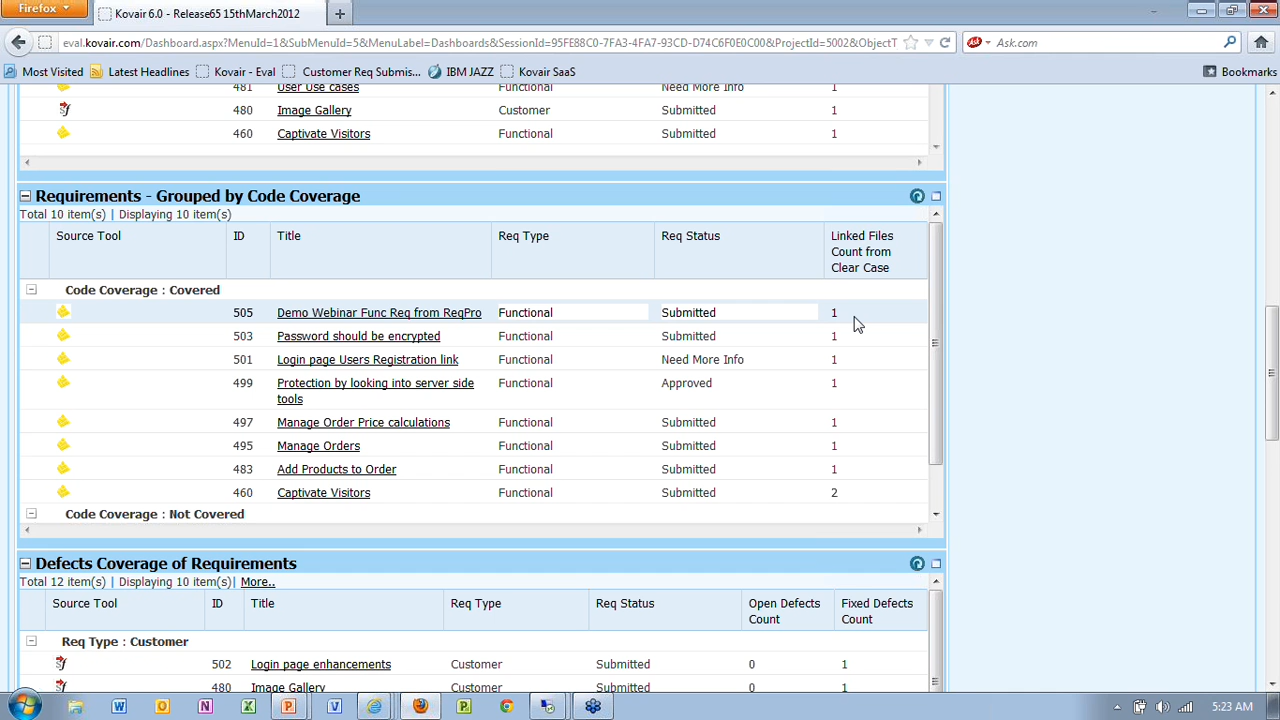 Firefox
Kovair 6.0 - Release65 15thMarch2012
eval.kovair.com/Dashboard.aspx?MenuId=1&SubMenuId=5&MenuLabel=Dashboards&SessionId=95FE88C0-7FA3-4FA7-93CD-D74C6F0E0C00&ProjectId=5002&ObjectT
Ask.com
Most Visited Latest Headlines Kovair - Eval Customer Req Submis... IBM JAZZ Kovair SaaS Bookmarks
481 User Use cases Functional Need More Info 1
480 Image Gallery Customer Submitted 1
460 Captivate Visitors Functional Submitted 1
Requirements - Grouped by Code Coverage
Total 10 item(s) | Displaying 10 item(s)
Source Tool ID Title Req Type Req Status Linked Files
Count from
Clear Case
Code Coverage : Covered
505 Demo Webinar Func Req from ReqPro Functional Submitted 1
503 Password should be encrypted Functional Submitted 1
501 Login page Users Registration link Functional Need More Info 1
499 Protection by looking into server side Functional Approved 1
tools
497 Manage Order Price calculations Functional Submitted 1
495 Manage Orders Functional Submitted 1
483 Add Products to Order Functional Submitted 1
460 Captivate Visitors Functional Submitted 2
Code Coverage : Not Covered
Defects Coverage of Requirements
Total 12 item(s) | Displaying 10 item(s)| More..
Source Tool ID Title Req Type Req Status Open Defects Fixed Defects
Count Count
Req Type : Customer
502 Login page enhancements Customer Submitted 0 1
480 Image Gallery Customer Submitted 0 1
5:23 AM